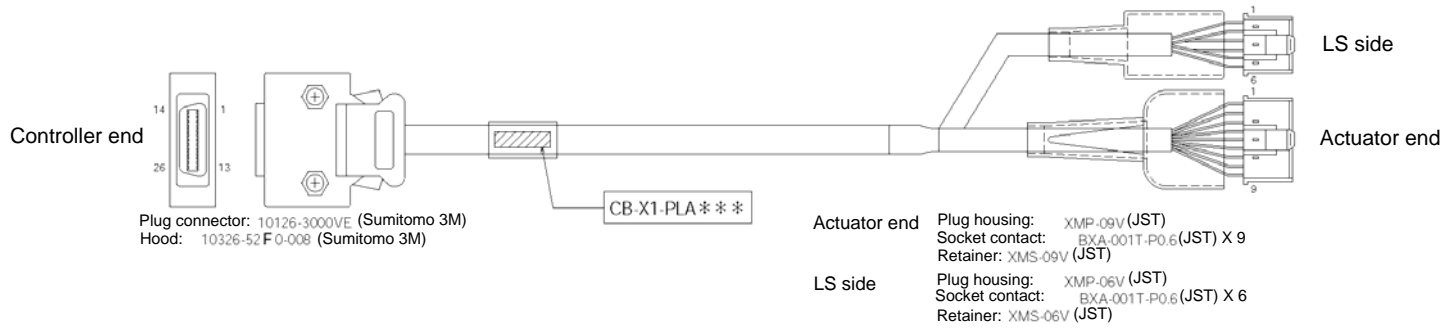 1
LS side
6
14 1
1
Controller end
Actuator end
26 13
9
CB-X1-PLA＊＊＊
Plug connector: 10126-3000VE (Sumitomo 3M)
Hood: 10326-52F0-008 (Sumitomo 3M)
Actuator end Plug housing: XMP-09V (JST)
Socket contact: BXA-001T-P0.6 (JST) X 9
Retainer: XMS-09V (JST)
LS side Plug housing: XMP-06V (JST)
Socket contact: BXA-001T-P0.6 (JST) X 6
Retainer: XMS-06V (JST)